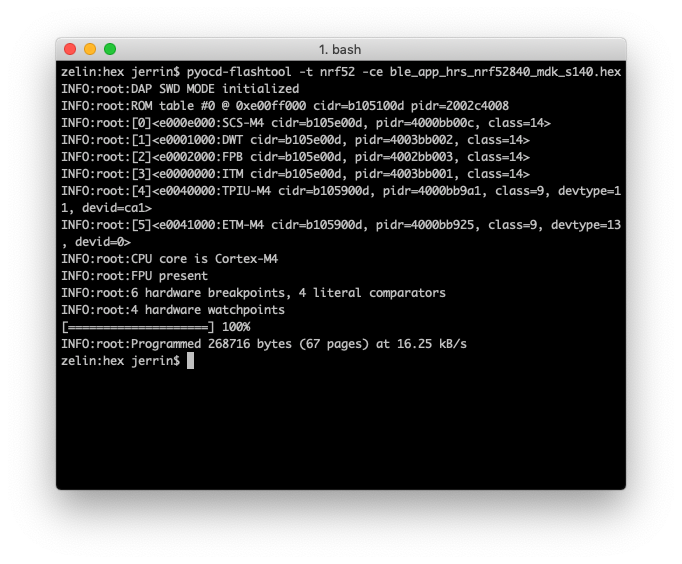 1. bash
zelin:hex jerrin$ pyocd-flashtool -t nrf52 -ce ble_app_hrs_nrf52840_mdk_s140.hex
INFO:root:DAP SWD MODE initialized
INFO:root:ROM table #0 @ 0xe00ff000 cidr=b105100d pidr=2002c4008
INFO:root:[0]<e000e000:SCS-M4 cidr=b105e00d, pidr=4000bb00c, class=14>
INFO:root:[1]<e0001000:DWT cidr=b105e00d, pidr=4003bb002, class=14>
INFO:root:[2]<e0002000:FPB cidr=b105e00d, pidr=4002bb003, class=14>
INFO:root:[3]<e0000000:ITM cidr=b105e00d, pidr=4003bb001, class=14>
INFO:root:[4]<e0040000:TPIU-M4 cidr=b105900d, pidr=4000bb9a1, class=9, devtype=1
1, devid=ca1>
INFO:root:[5]<e0041000:ETM-M4 cidr=b105900d, pidr=4000bb925, class=9, devtype=13
, devid=0>
INFO:root:CPU core is Cortex-M4
INFO:root:FPU present
INFO:root:6 hardware breakpoints, 4 literal comparators
INFO:root:4 hardware watchpoints
[====================] 100%
INFO:root:Programmed 268716 bytes (67 pages) at 16.25 kB/s
zelin:hex jerrin$